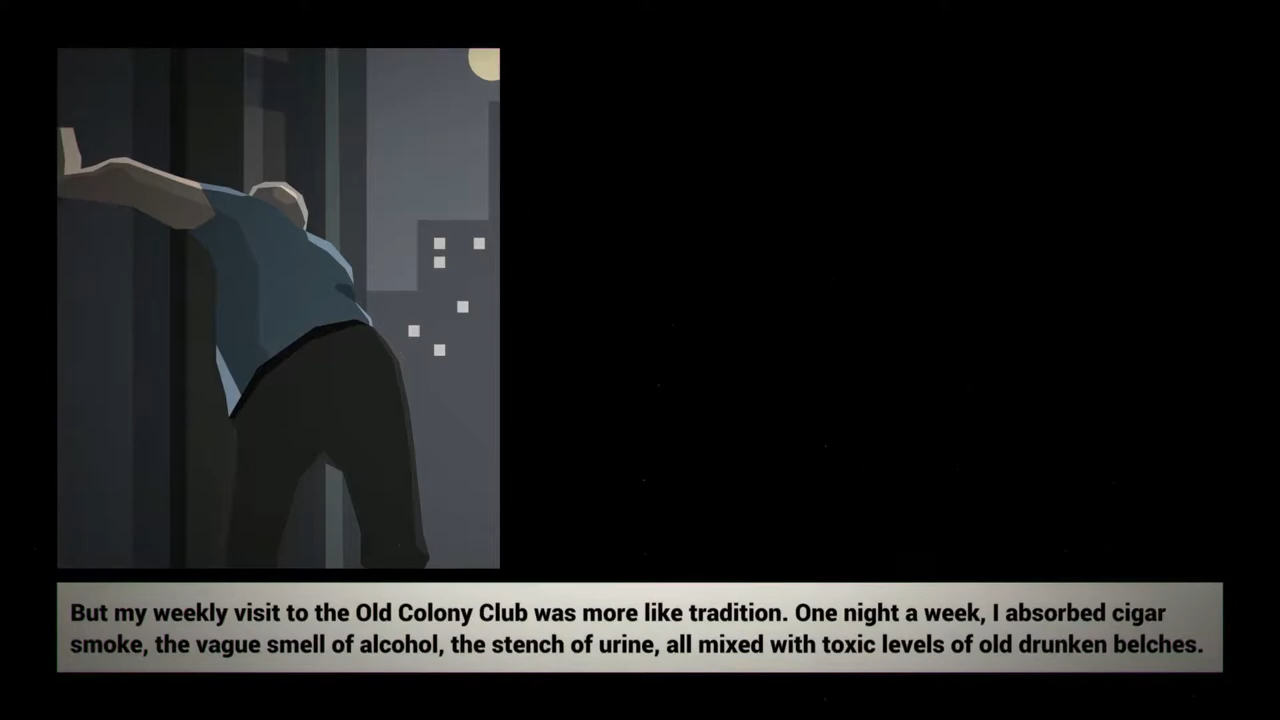 But my weekly visit to the Old Colony Club was more like tradition. One night a week, I absorbed cigar
smoke, the vague smell of alcohol, the stench of urine, all mixed with toxic levels of old drunken belches.